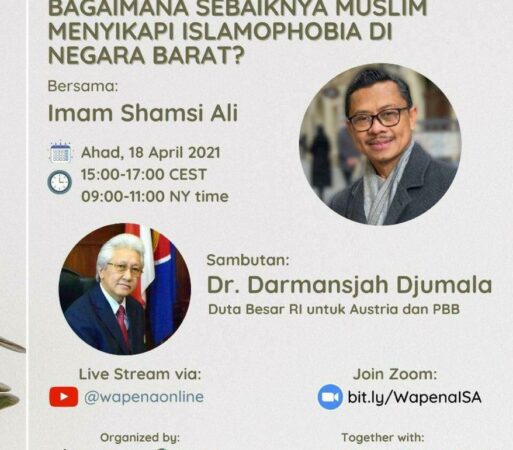 BAGAIMANA SEBAIKNYA MUSLIM
MENYIKAPI ISLAMOPHOBIA DI
NEGARA BARAT?
Bersama:
Imam Shamsi Ali
Ahad, 18 April 2021
15:00-17:00 CEST
09:00-11:00 NY time
Sambutan:
Dr. Darmansjah Djumala
Duta Besar RI untuk Austria dan PBB
Live Stream via:
@wapenaonline
Join Zoom:
bit.ly/WapenaISA
Organized by:
Together with: